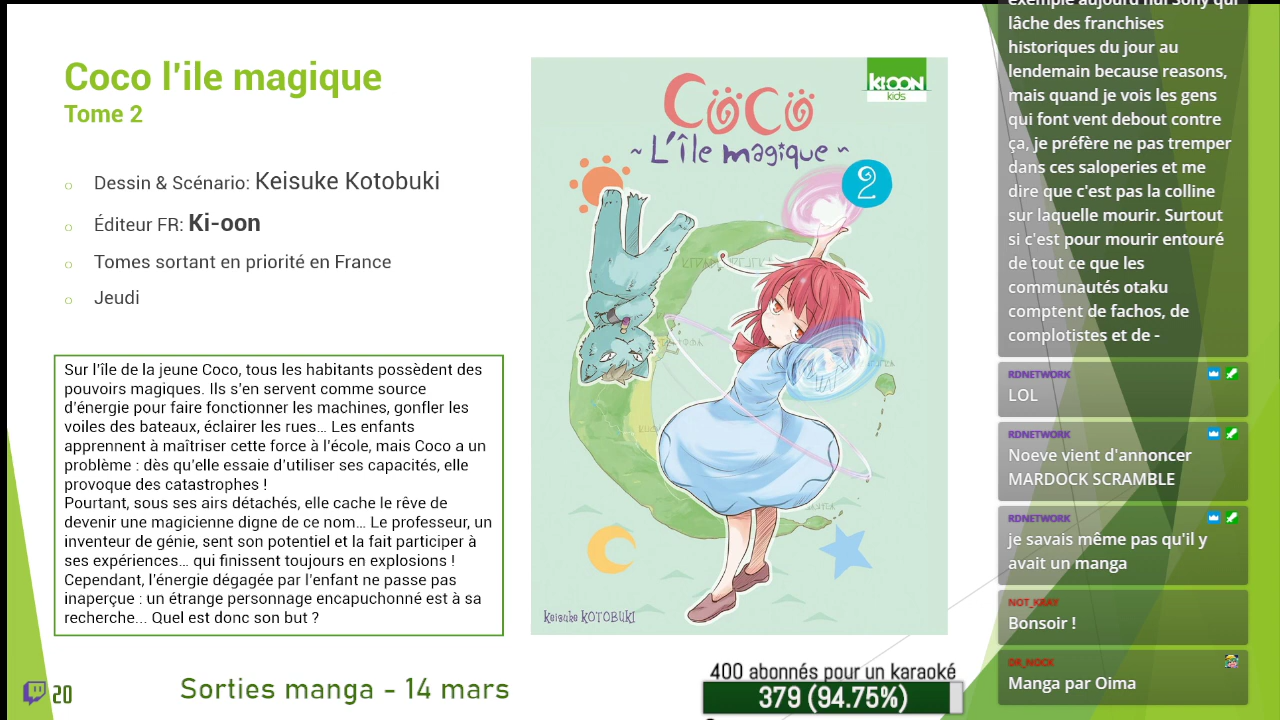 Coco l'ile magique
Tome 2
Dessin & Scénario: Keisuke Kotobuki
Éditeur FR: Ki-oon
Tomes sortant en priorité en France
Jeudi
Sur l'île de la jeune Coco, tous les habitants possèdent des
pouvoirs magiques. Ils s'en servent comme source
d'énergie pour faire fonctionner les machines, gonfler les
voiles des bateaux, éclairer les rues… Les enfants
apprennent à maîtriser cette force à l'école, mais Coco a un
problème : dès qu'elle essaie d'utiliser ses capacités, elle
provoque des catastrophes !
Pourtant, sous ses airs détachés, elle cache le rêve de
devenir une magicienne digne de ce nom… Le professeur, un
inventeur de génie, sent son potentiel et la fait participer à
ses expériences… qui finissent toujours en explosions !
Cependant, l'énergie dégagée par l'enfant ne passe pas
inaperçue : un étrange personnage encapuchonné est à sa
recherche... Quel est donc son but ?
KI-OON
kids
COCO
~ L'Île magique ~
2
Keisuke KOTOBUKI
20
Sorties manga - 14 mars
400 abonnés pour un karaoké
379 (94.75%)
exemple aujourd'hui Sony qui
lâche des franchises
historiques du jour au
lendemain because reasons,
mais quand je vois les gens
qui font vent debout contre
ça, je préfère ne pas tremper
dans ces saloperies et me
dire que c'est pas la colline
sur laquelle mourir. Surtout
si c'est pour mourir entouré
de tout ce que les
communautés otaku
comptent de fachos, de
complotistes et de -
RDNETWORK
LOL
RDNETWORK
Noeve vient d'annoncer
MARDOCK SCRAMBLE
RDNETWORK
je savais même pas qu'il y
avait un manga
NOT_KRAY
Bonsoir !
DR_NOCK
Manga par Oima